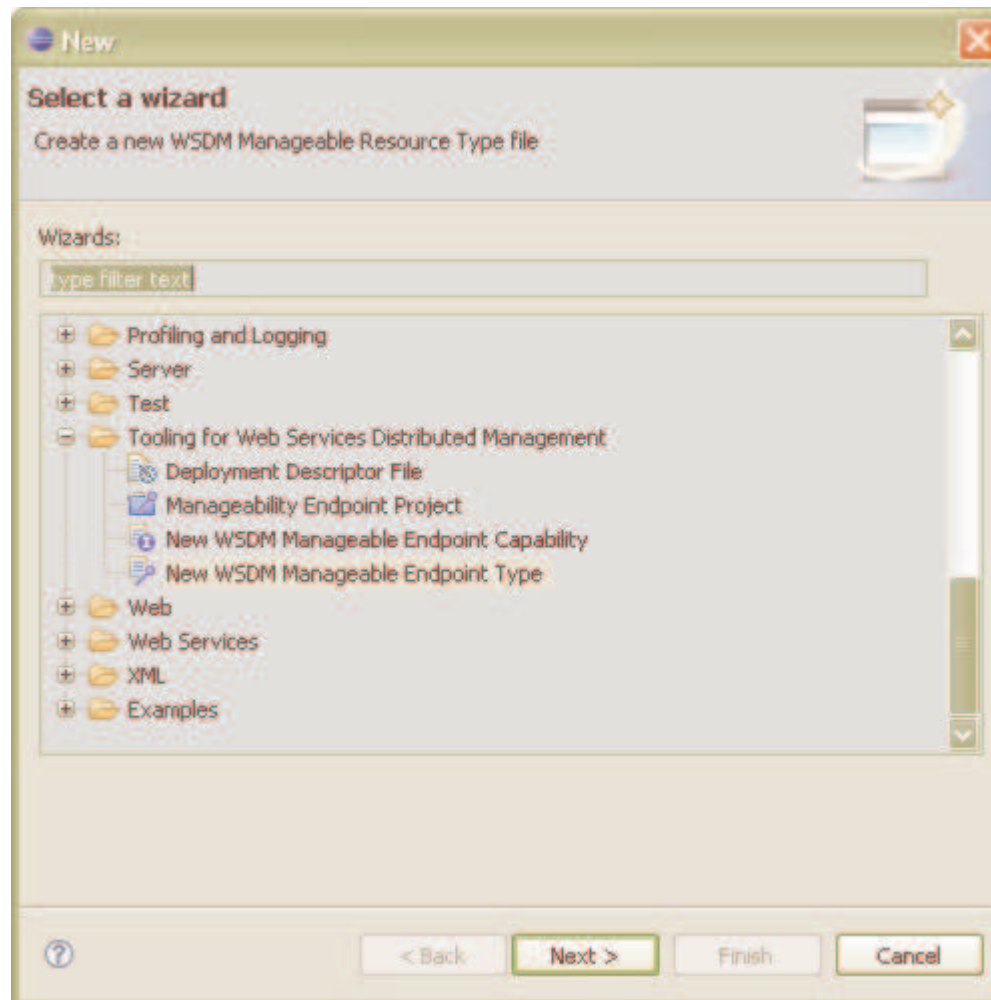 New
Select a wizard
Create a new WSDM Manageable Resource Type file
Wizards:
type filter text
Profiling and Logging
Server
Test
Tooling for Web Services Distributed Management
Deployment Descriptor File
Manageability Endpoint Project
New WSDM Manageable Endpoint Capability
New WSDM Manageable Endpoint Type
Web
Web Services
XML
Examples
< Back Next > Finish Cancel